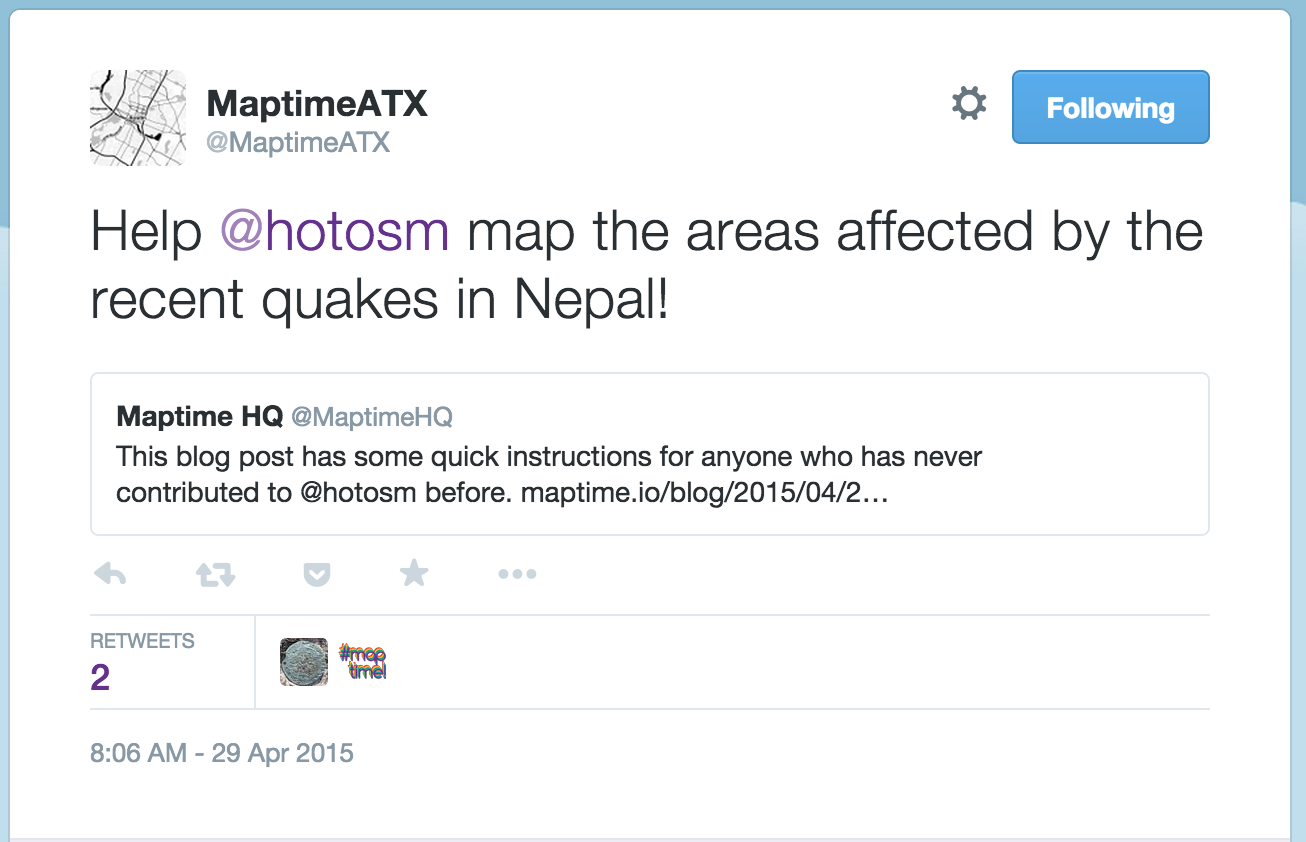 MaptimeATX
@MaptimeATX
Following
Help @hotosm map the areas affected by the
recent quakes in Nepal!
Maptime HQ @MaptimeHQ
This blog post has some quick instructions for anyone who has never
contributed to @hotosm before. maptime.io/blog/2015/04/2…
RETWEETS
2
#map
time!
8:06 AM - 29 Apr 2015